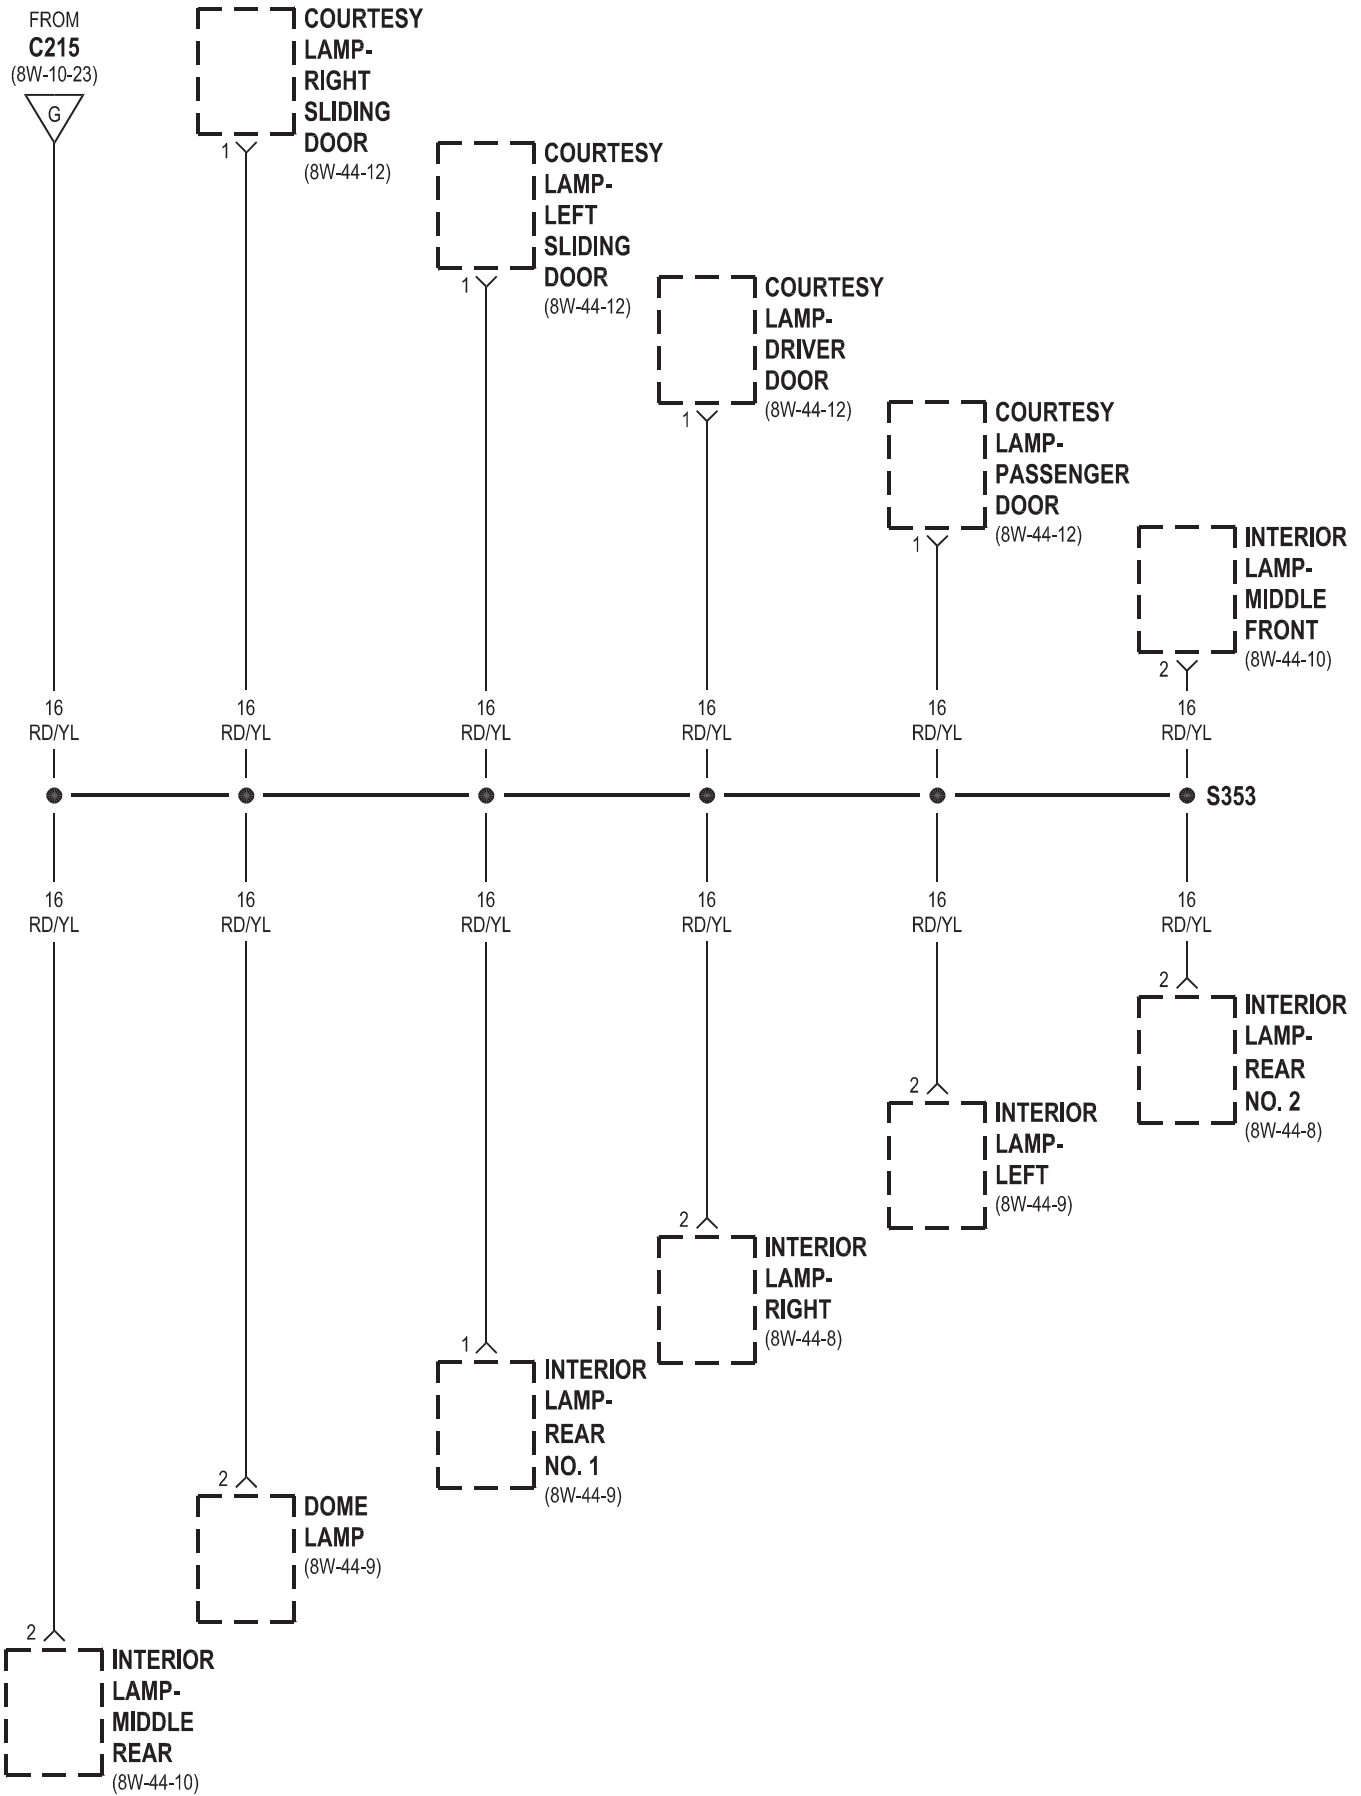 FROM
C215
(8W-10-23)
G
COURTESY
LAMP-
RIGHT
SLIDING
DOOR
(8W-44-12)
1
COURTESY
LAMP-
LEFT
SLIDING
DOOR
(8W-44-12)
1
COURTESY
LAMP-
DRIVER
DOOR
(8W-44-12)
1
COURTESY
LAMP-
PASSENGER
DOOR
(8W-44-12)
1
INTERIOR
LAMP-
MIDDLE
FRONT
(8W-44-10)
2
16 16 16 16 16 16
RD/YL RD/YL RD/YL RD/YL RD/YL RD/YL
S353
16 16 16 16 16 16
RD/YL RD/YL RD/YL RD/YL RD/YL RD/YL
2
INTERIOR
LAMP-
REAR
NO. 2
(8W-44-8)
2
INTERIOR
LAMP-
LEFT
(8W-44-9)
2
INTERIOR
LAMP-
RIGHT
(8W-44-8)
1
INTERIOR
LAMP-
REAR
NO. 1
(8W-44-9)
2
DOME
LAMP
(8W-44-9)
2
INTERIOR
LAMP-
MIDDLE
REAR
(8W-44-10)